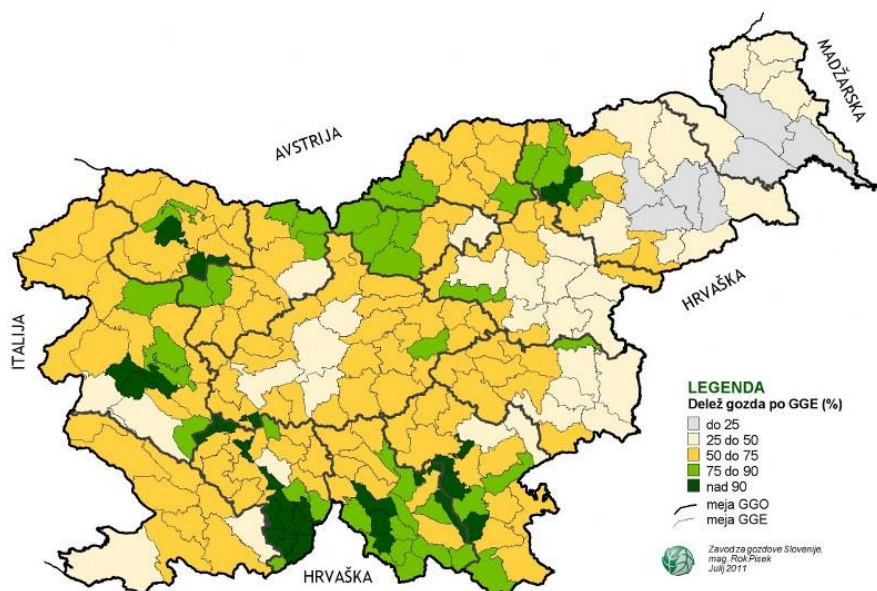 MADŽARSKA
AVSTRIJA
HRVAŠKA
ITALIJA
LEGENDA
Delež gozda po GGE (%)
do 25
25 do 50
50 do 75
75 do 90
nad 90
meja GGO
meja GGE
Zavod za gozdove Slovenije,
mag. Rok Pisek
Julij 2011
HRVAŠKA